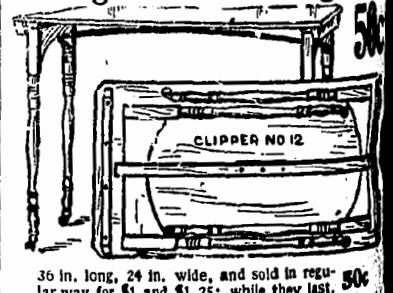 50c
CLIPPER NO 12
36 in. long, 24 in. wide, and sold in regu-
lar way for $1 and $1.25; while they last, 50c